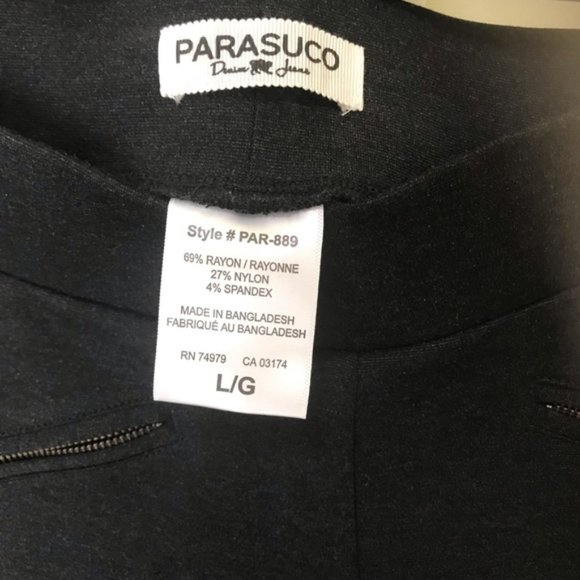 PARASUCO
Denim Jeans
Style # PAR-889
69% RAYON / RAYONNE
27% NYLON
4% SPANDEX
MADE IN BANGLADESH
FABRIQUÉ AU BANGLADESH
RN 74979 CA 03174
L/G